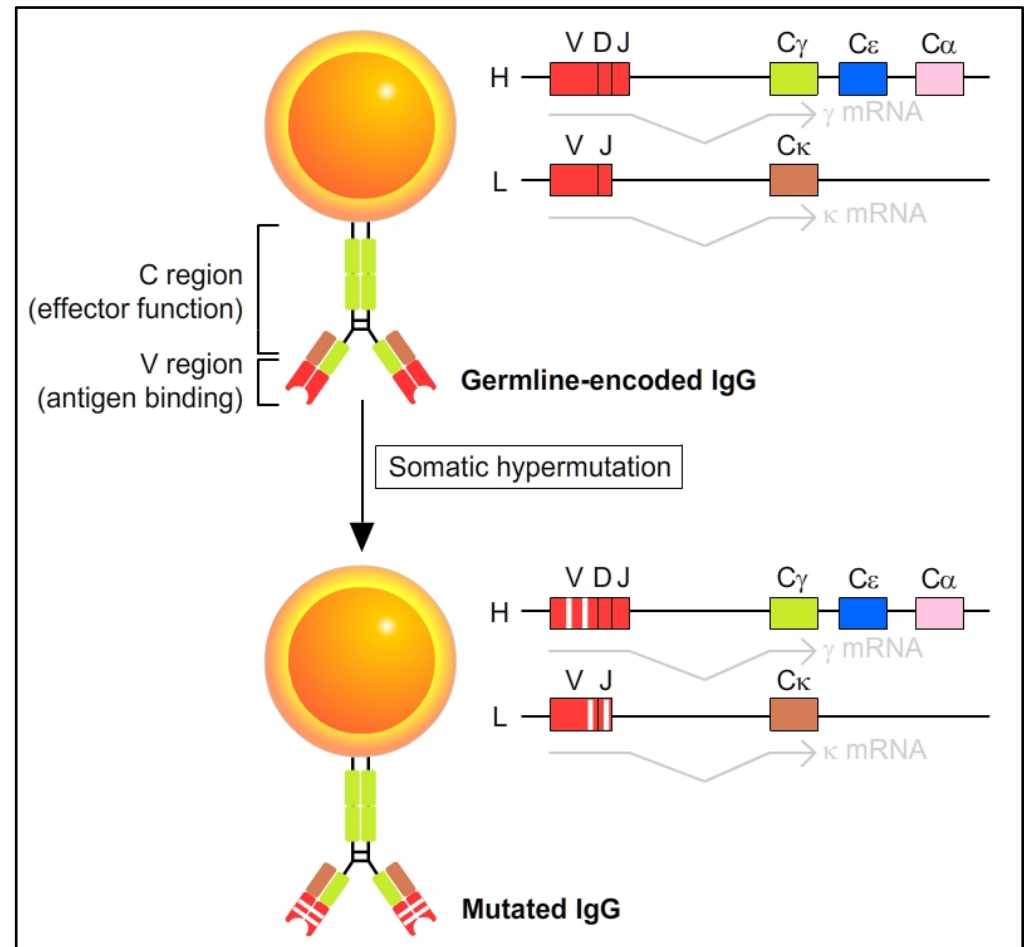 V D J Cγ Cε Cα
H
γ mRNA
V J Cκ
L
κ mRNA
C region
(effector function)
V region
(antigen binding)
Germline-encoded IgG
Somatic hypermutation
V D J Cγ Cε Cα
H
γ mRNA
V J Cκ
L
κ mRNA
Mutated IgG